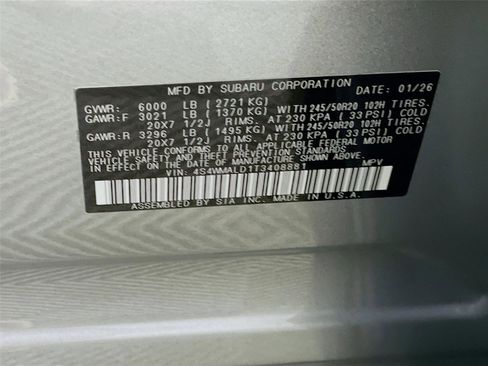 MFD BY SUBARU CORPORATION DATE: 01/26
GVWR: 6000 LB (2721 KG)
GAWR:F 3021 LB (1370 KG) WITH 245/50R20 102H TIRES.
20X7 1/2J RIMS. AT 230 KPA ( 33 PSI) COLD
GAWR:R 3296 LB (1495 KG) WITH 245/50R20 102H TIRES.
20X7 1/2J RIMS. AT 230 KPA ( 33 PSI) COLD
THIS VEHICLE CONFORMS TO ALL APPLICABLE FEDERAL MOTOR
VEHICLE SAFETY STANDARDS IN EFFECT ON THE DATE OF
MANUFACTURE SHOWN ABOVE.
VIN: 4S4WMALD1T3408881 MPV
ASSEMBLED BY SIA INC. MADE IN U.S.A.